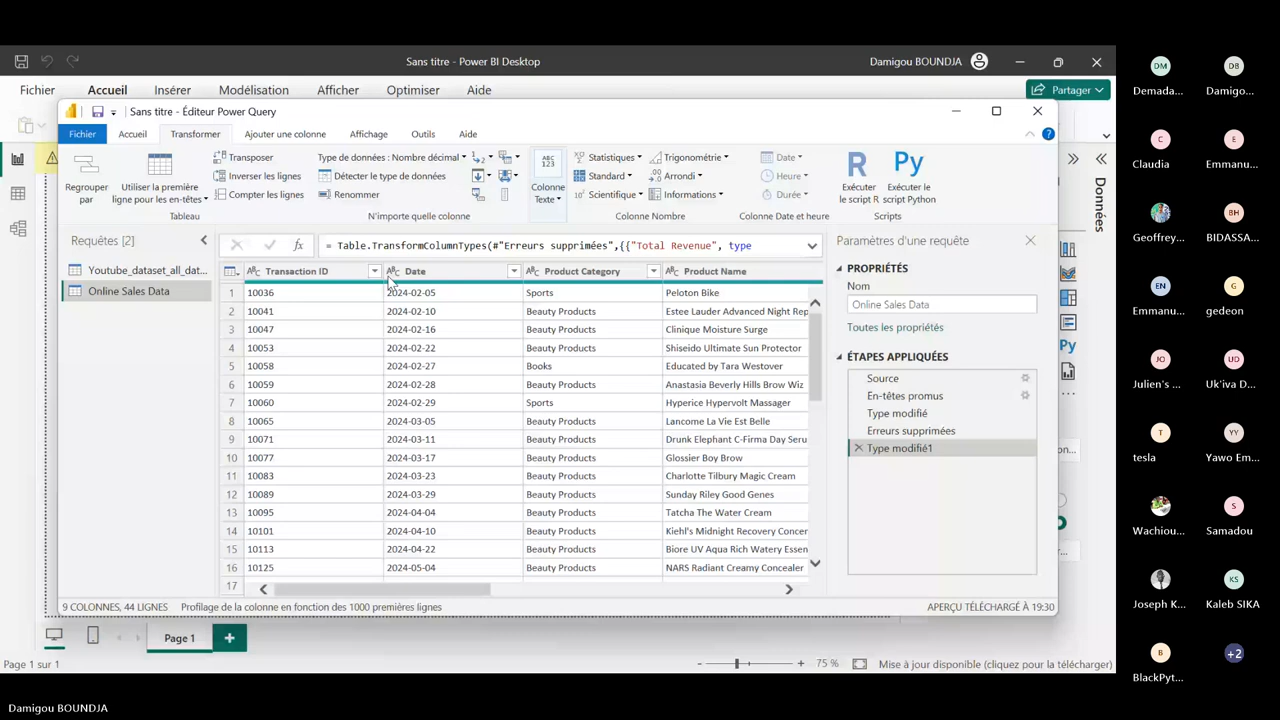 Sans titre - Power BI Desktop
Damigou BOUNDJA
Fichier Accueil Insérer Modélisation Afficher Optimiser Aide
Partager
Sans titre - Éditeur Power Query
Fichier Accueil Transformer Ajouter une colonne Affichage Outils Aide
Regrouper par
Utiliser la première ligne pour les en-têtes
Transposer
Inverser les lignes
Compter les lignes
Tableau
Type de données : Nombre décimal
Détecter le type de données
Renommer
N'importe quelle colonne
ABC
123
Colonne Texte
Statistiques
Standard
Scientifique
Trigonométrie
Arrondi
Informations
Colonne Nombre
Date
Heure
Durée
Colonne Date et heure
R
Exécuter le script R
Py
Exécuter le script Python
Scripts
Données
Requêtes [2]
Youtube_dataset_all_dat...
Online Sales Data
fx
= Table.TransformColumnTypes(#"Erreurs supprimées",{{"Total Revenue", type
Transaction ID Date Product Category Product Name
1 10036 2024-02-05 Sports Peloton Bike
2 10041 2024-02-10 Beauty Products Estee Lauder Advanced Night Rep
3 10047 2024-02-16 Beauty Products Clinique Moisture Surge
4 10053 2024-02-22 Beauty Products Shiseido Ultimate Sun Protector
5 10058 2024-02-27 Books Educated by Tara Westover
6 10059 2024-02-28 Beauty Products Anastasia Beverly Hills Brow Wiz
7 10060 2024-02-29 Sports Hyperice Hypervolt Massager
8 10065 2024-03-05 Beauty Products Lancome La Vie Est Belle
9 10071 2024-03-11 Beauty Products Drunk Elephant C-Firma Day Seru
10 10077 2024-03-17 Beauty Products Glossier Boy Brow
11 10083 2024-03-23 Beauty Products Charlotte Tilbury Magic Cream
12 10089 2024-03-29 Beauty Products Sunday Riley Good Genes
13 10095 2024-04-04 Beauty Products Tatcha The Water Cream
14 10101 2024-04-10 Beauty Products Kiehl's Midnight Recovery Concer
15 10113 2024-04-22 Beauty Products Biore UV Aqua Rich Watery Essen
16 10125 2024-05-04 Beauty Products NARS Radiant Creamy Concealer
17
Paramètres d'une requête
PROPRIÉTÉS
Nom
Online Sales Data
Toutes les propriétés
ÉTAPES APPLIQUÉES
Source
En-têtes promus
Type modifié
Erreurs supprimées
Type modifié1
9 COLONNES, 44 LIGNES Profilage de la colonne en fonction des 1000 premières lignes
APERÇU TÉLÉCHARGÉ À 19:30
Page 1
Page 1 sur 1
75 %
Mise à jour disponible (cliquez pour la télécharger)
Py
on...
DM DB
Demada... Damigo...
C E
Claudia Emmanu...
BH
Geoffrey... BIDASSA...
EN G
Emmanu... gedeon
JO UD
Julien's ... Uk'iva D...
T YY
tesla Yawo Em...
S
Wachiou... Samadou
KS
Joseph K... Kaleb SIKA
B +2
BlackPyt...
Damigou BOUNDJA